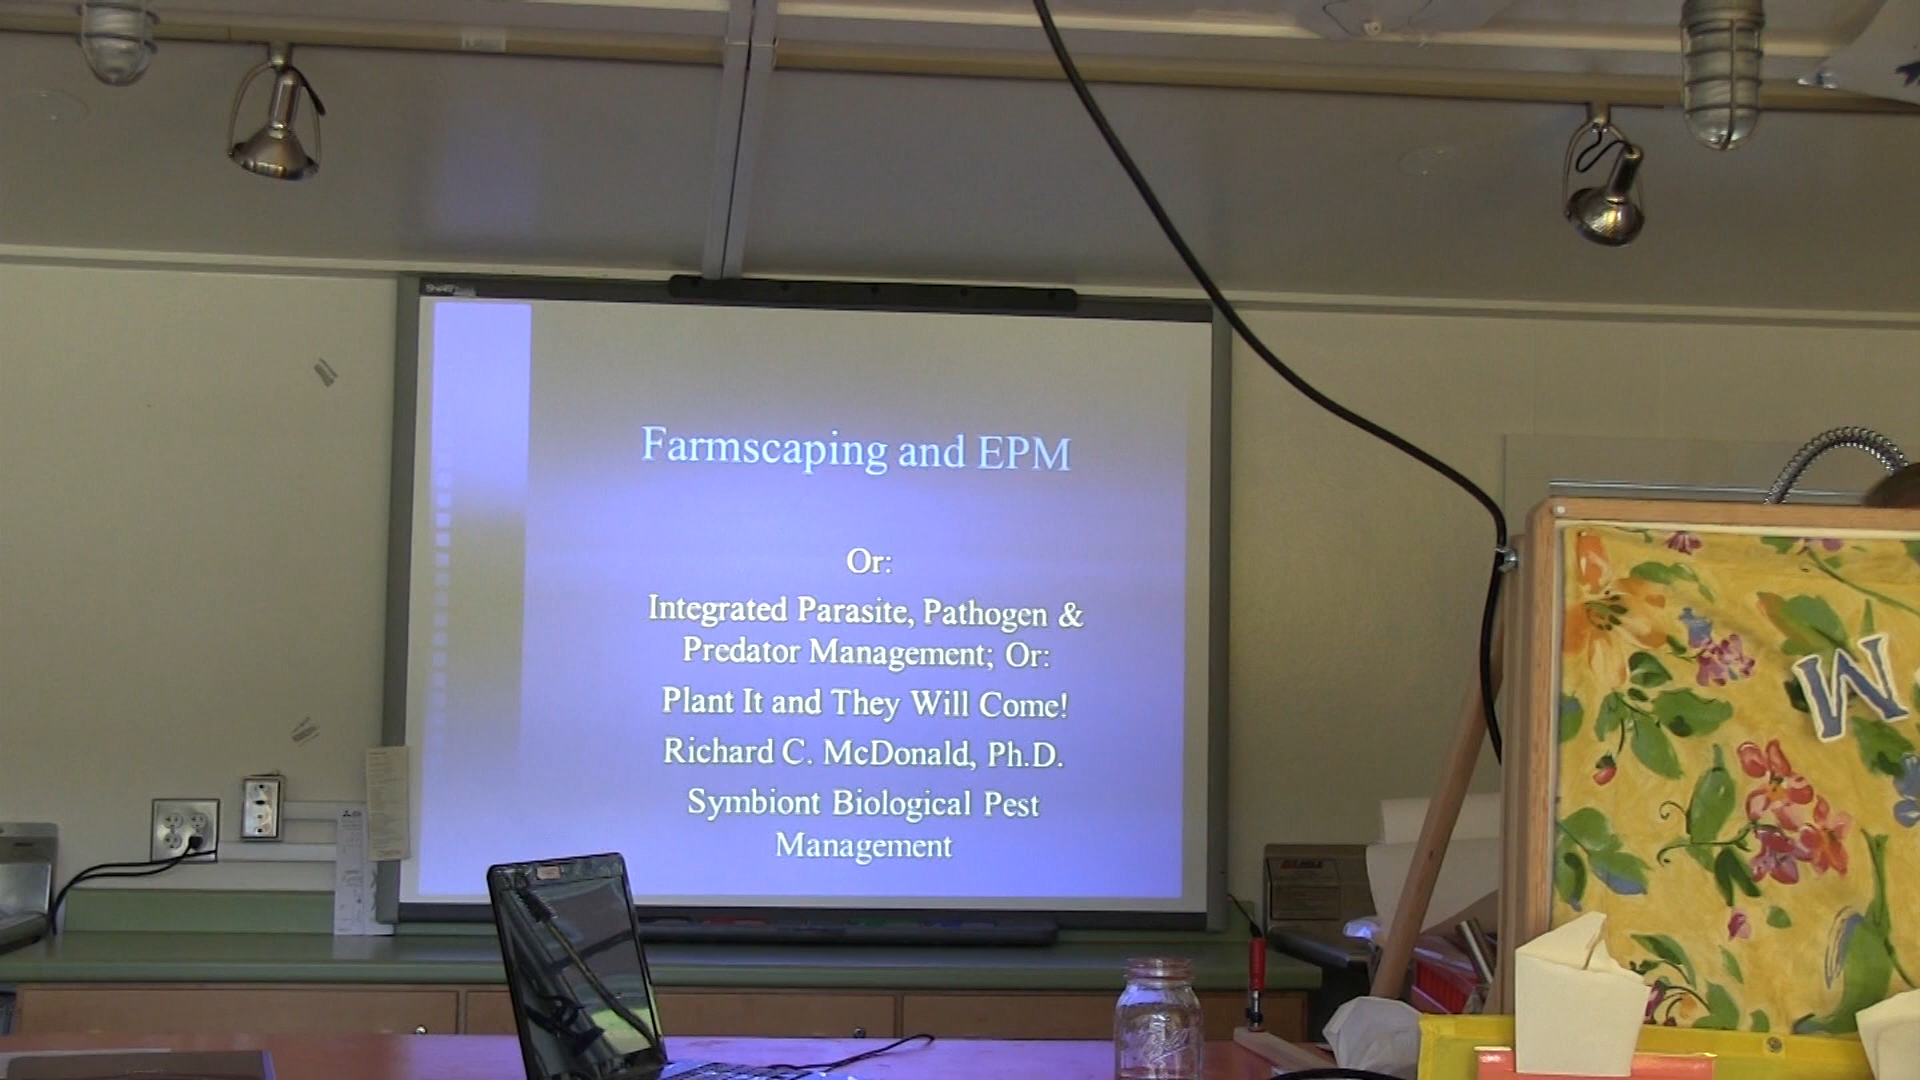 SMART
Farmscaping and EPM
Or:
Integrated Parasite, Pathogen &
Predator Management; Or:
Plant It and They Will Come!
Richard C. McDonald, Ph.D.
Symbiont Biological Pest
Management
W